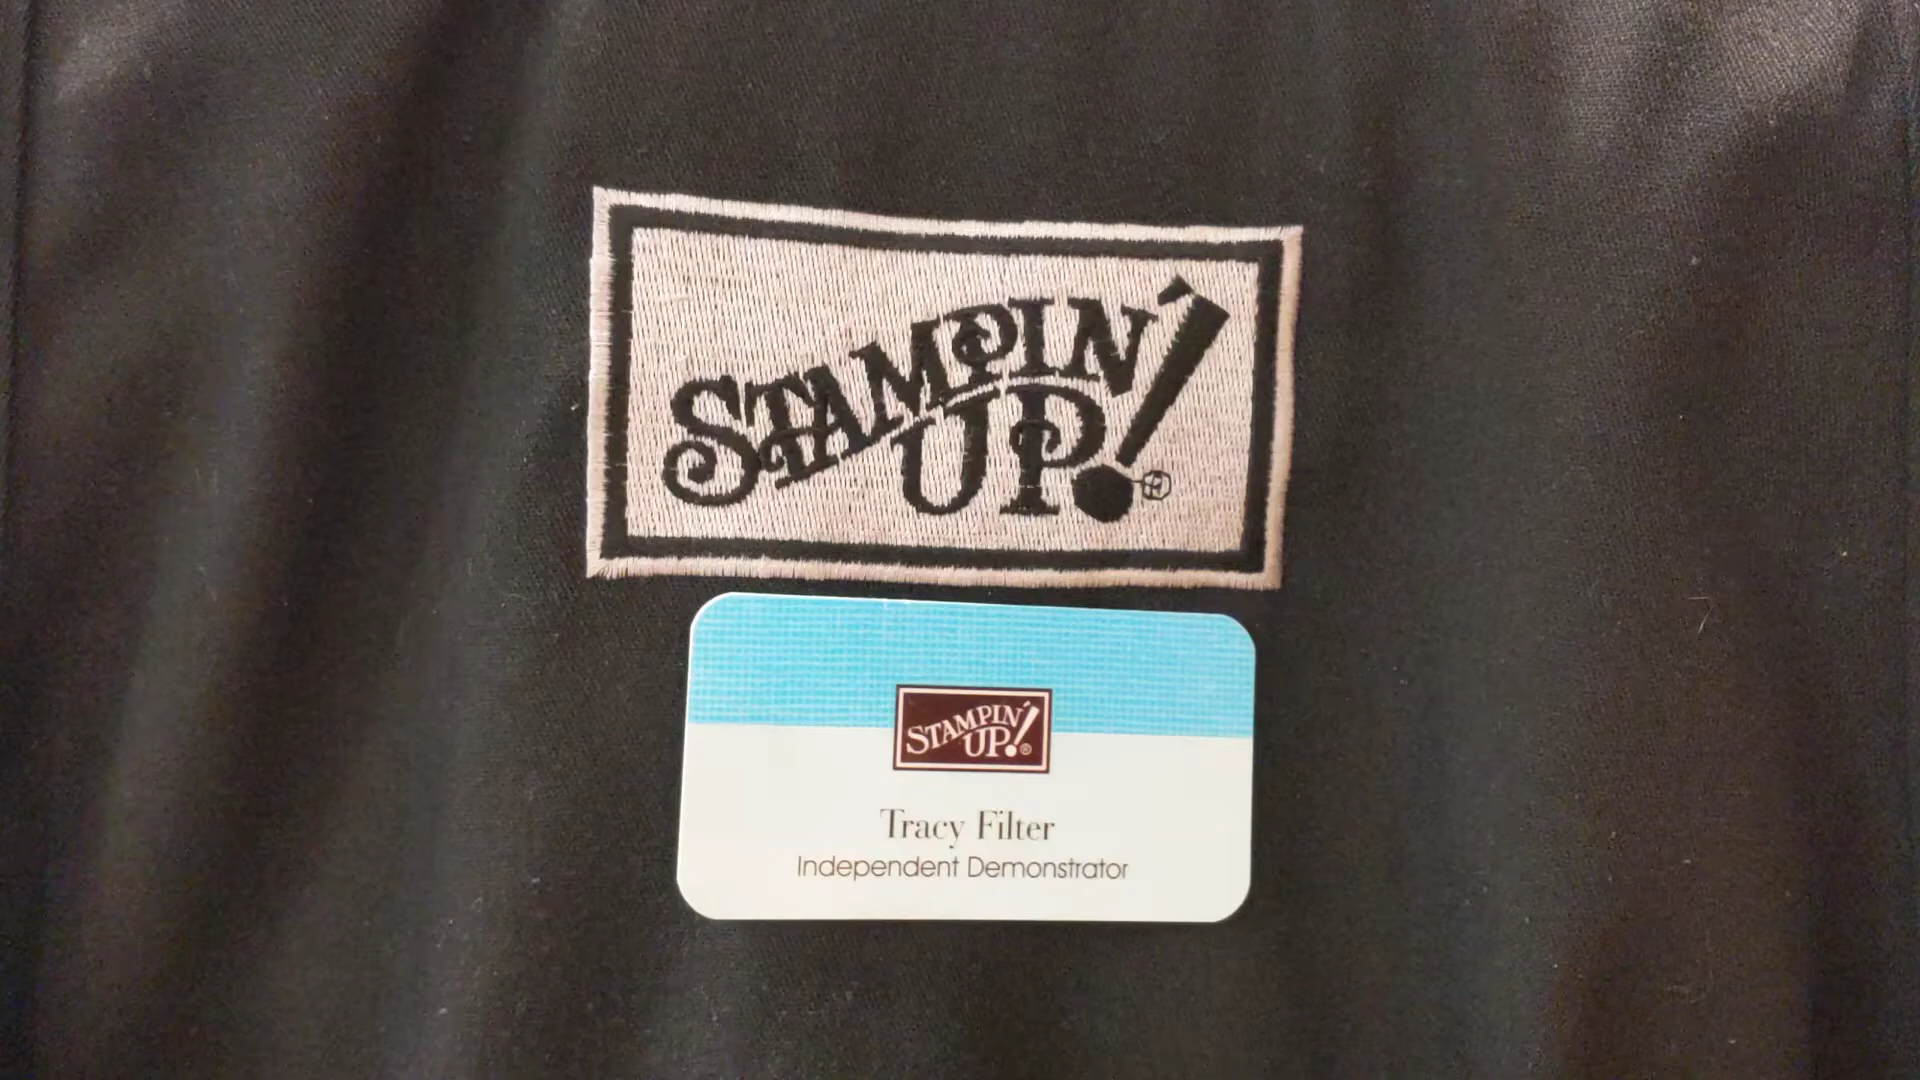 STAMPIN'
UP!®
STAMPIN'
UP!®
Tracy Filter
Independent Demonstrator